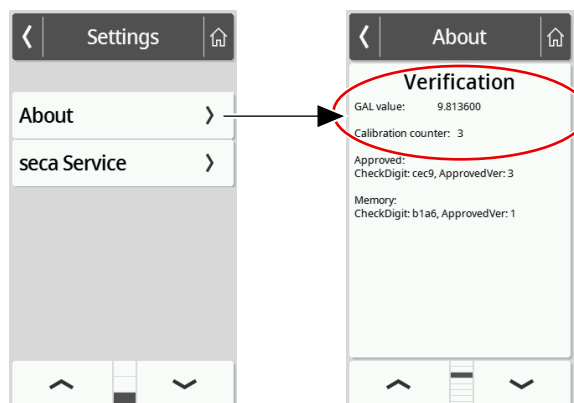 Settings
About
seca Service
About
Verification
GAL value: 9.813600
Calibration counter: 3
Approved:
CheckDigit: cec9, ApprovedVer: 3
Memory:
CheckDigit: b1a6, ApprovedVer: 1